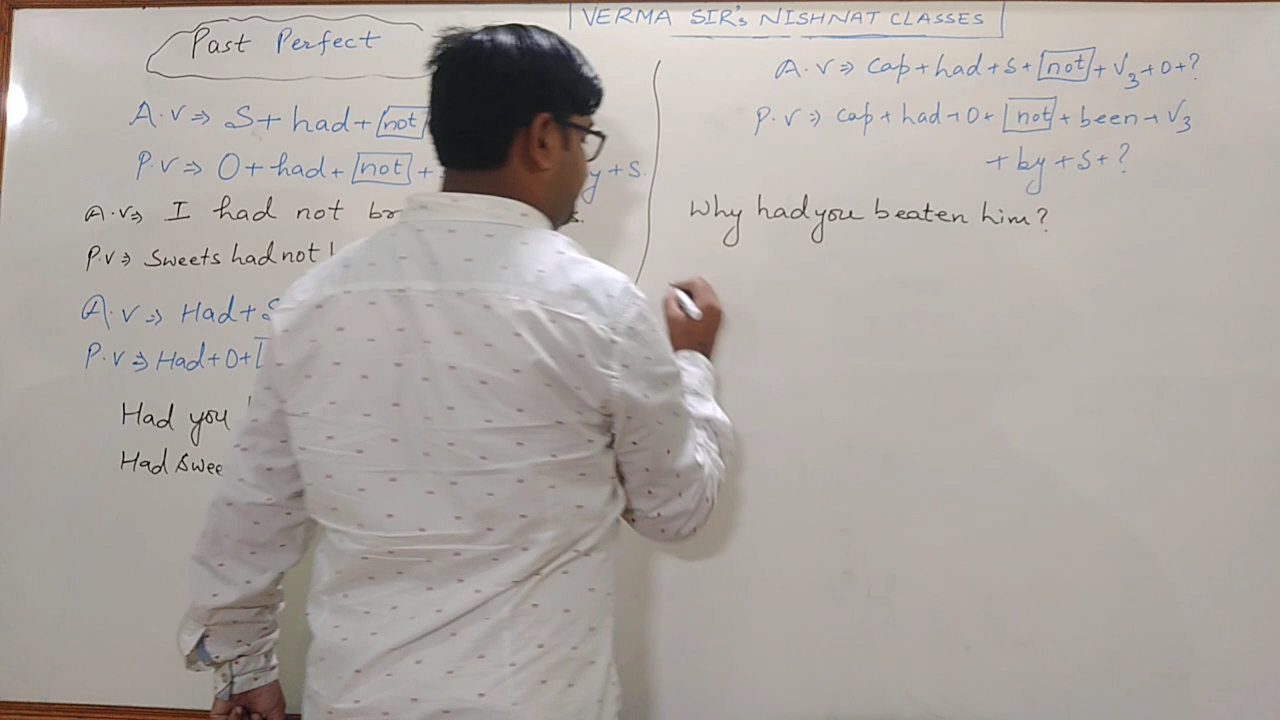 VERMA SIR's NISHNAT CLASSES
Past Perfect
A.V⇒ S+ had+ not
P.V⇒ O+had+ not + y+S.
A.V⇒ I had not br s.
P.V⇒ Sweets had not
A.V⇒ Had+S
P.V⇒ Had+O+
Had you
Had Swee
A.V⇒ Cap+had+S+ not +V3+O+?
P.V⇒ Cap+had+O+ not +been+V3
+by+S+?
Why had you beaten him?